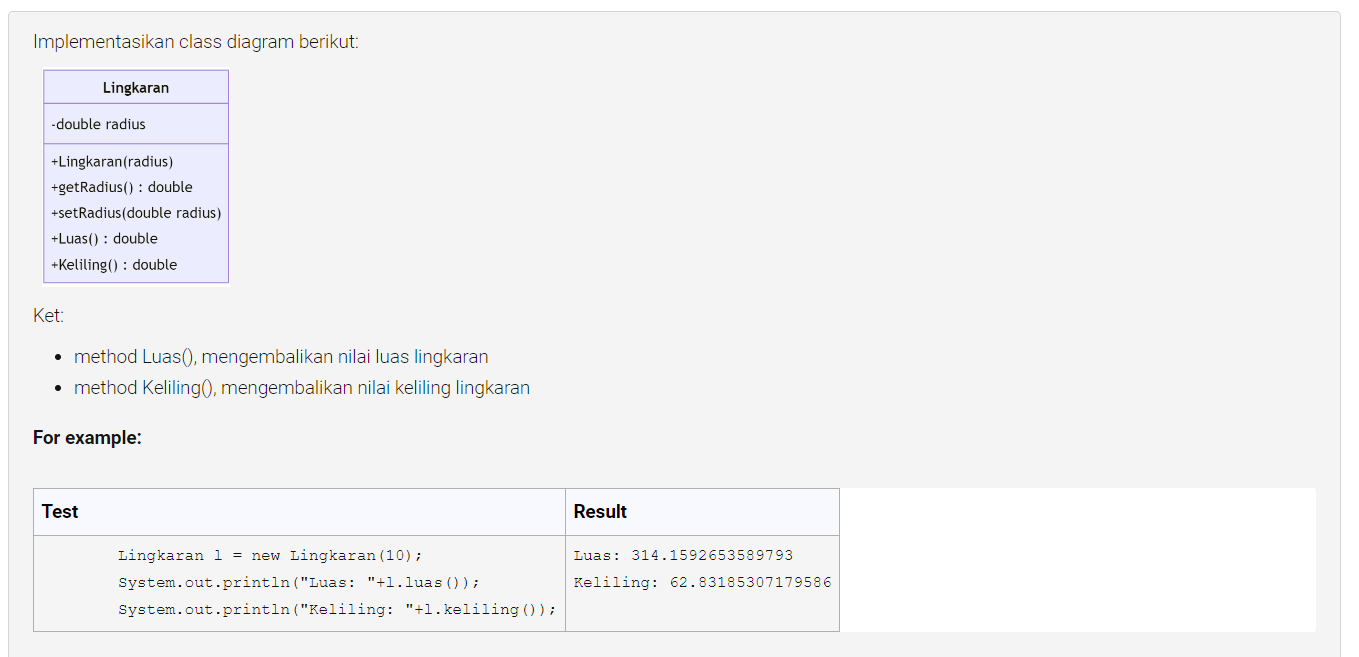 Implementasikan class diagram berikut:
Lingkaran
-double radius
+Lingkaran(radius)
+getRadius() : double
+setRadius(double radius)
+Luas() : double
+Keliling() : double
Ket:
• method Luas(), mengembalikan nilai luas lingkaran
• method Keliling(), mengembalikan nilai keliling lingkaran
For example:
Test Result
Lingkaran l = new Lingkaran(10); Luas: 314.1592653589793
System.out.println("Luas: "+l.luas()); Keliling: 62.83185307179586
System.out.println("Keliling: "+l.keliling());